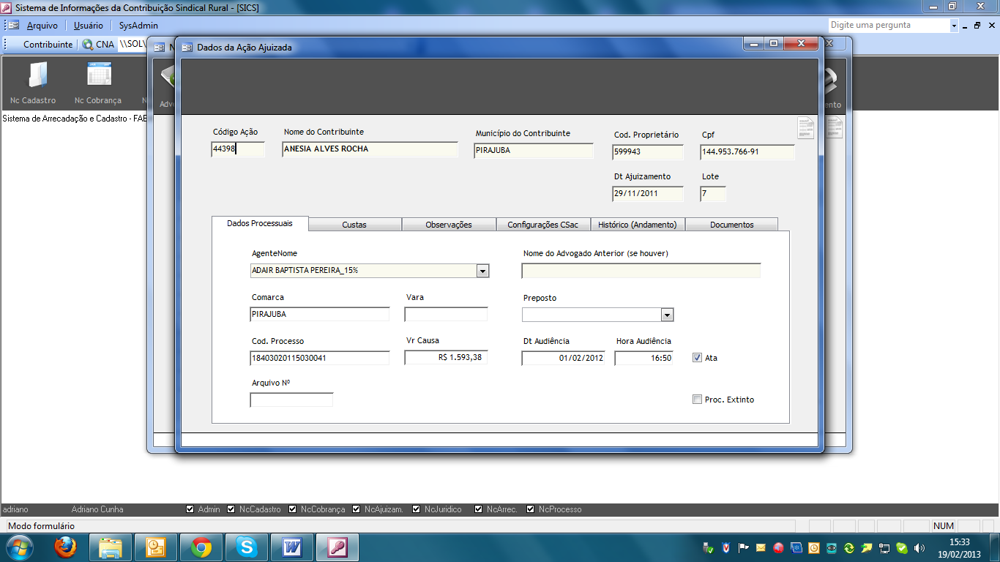 Sistema de Informações da Contribuição Sindical Rural - [SICS]
Arquivo Usuário SysAdmin
Digite uma pergunta
Contribuinte CNA \\SOL\
Dados da Ação Ajuizada
Nc Cadastro Nc Cobrança
Sistema de Arrecadação e Cadastro - FAE
Código Ação Nome do Contribuinte Município do Contribuinte Cod. Proprietário Cpf
44398 ANESIA ALVES ROCHA PIRAJUBA 599943 144.953.766-91
Dt Ajuizamento Lote
29/11/2011 7
Dados Processuais Custas Observações Configurações CSac Histórico (Andamento) Documentos
AgenteNome Nome do Advogado Anterior (se houver)
ADAIR BAPTISTA PEREIRA_15%
Comarca Vara Preposto
PIRAJUBA
Cod. Processo Vr Causa Dt Audiência Hora Audiência
18403020115030041 R$ 1.593,38 01/02/2012 16:50 Ata
Arquivo Nº
Proc. Extinto
adriano Adriano Cunha Admin NcCadastro NcCobrança NcAjuizam. NcJuridico NcArrec. NcProcesso
Modo formulário NUM
15:33
19/02/2013